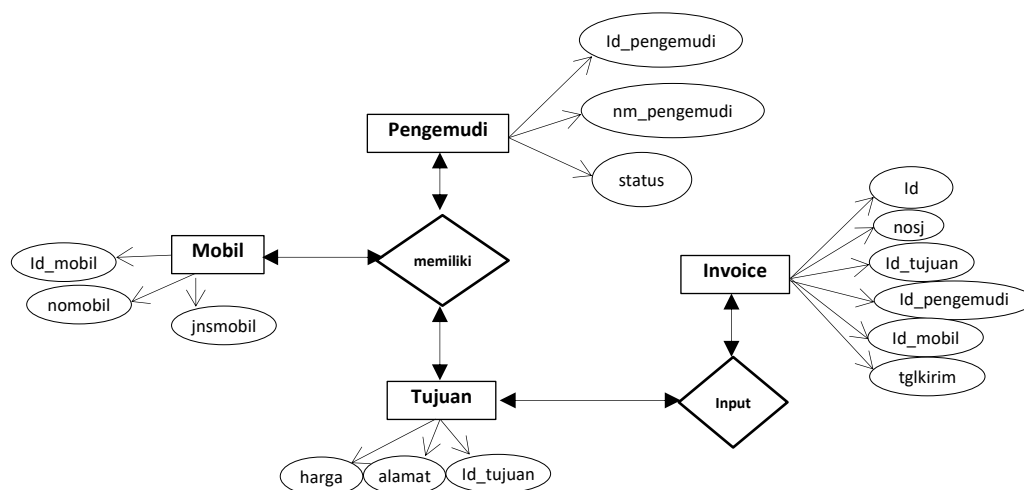 Id_pengemudi
nm_pengemudi
Pengemudi
status
Id
nosj
Mobil
Id_mobil
memiliki
Invoice
Id_tujuan
nomobil
Id_pengemudi
jnsmobil
Id_mobil
tglkirim
Tujuan
Input
harga
alamat
Id_tujuan